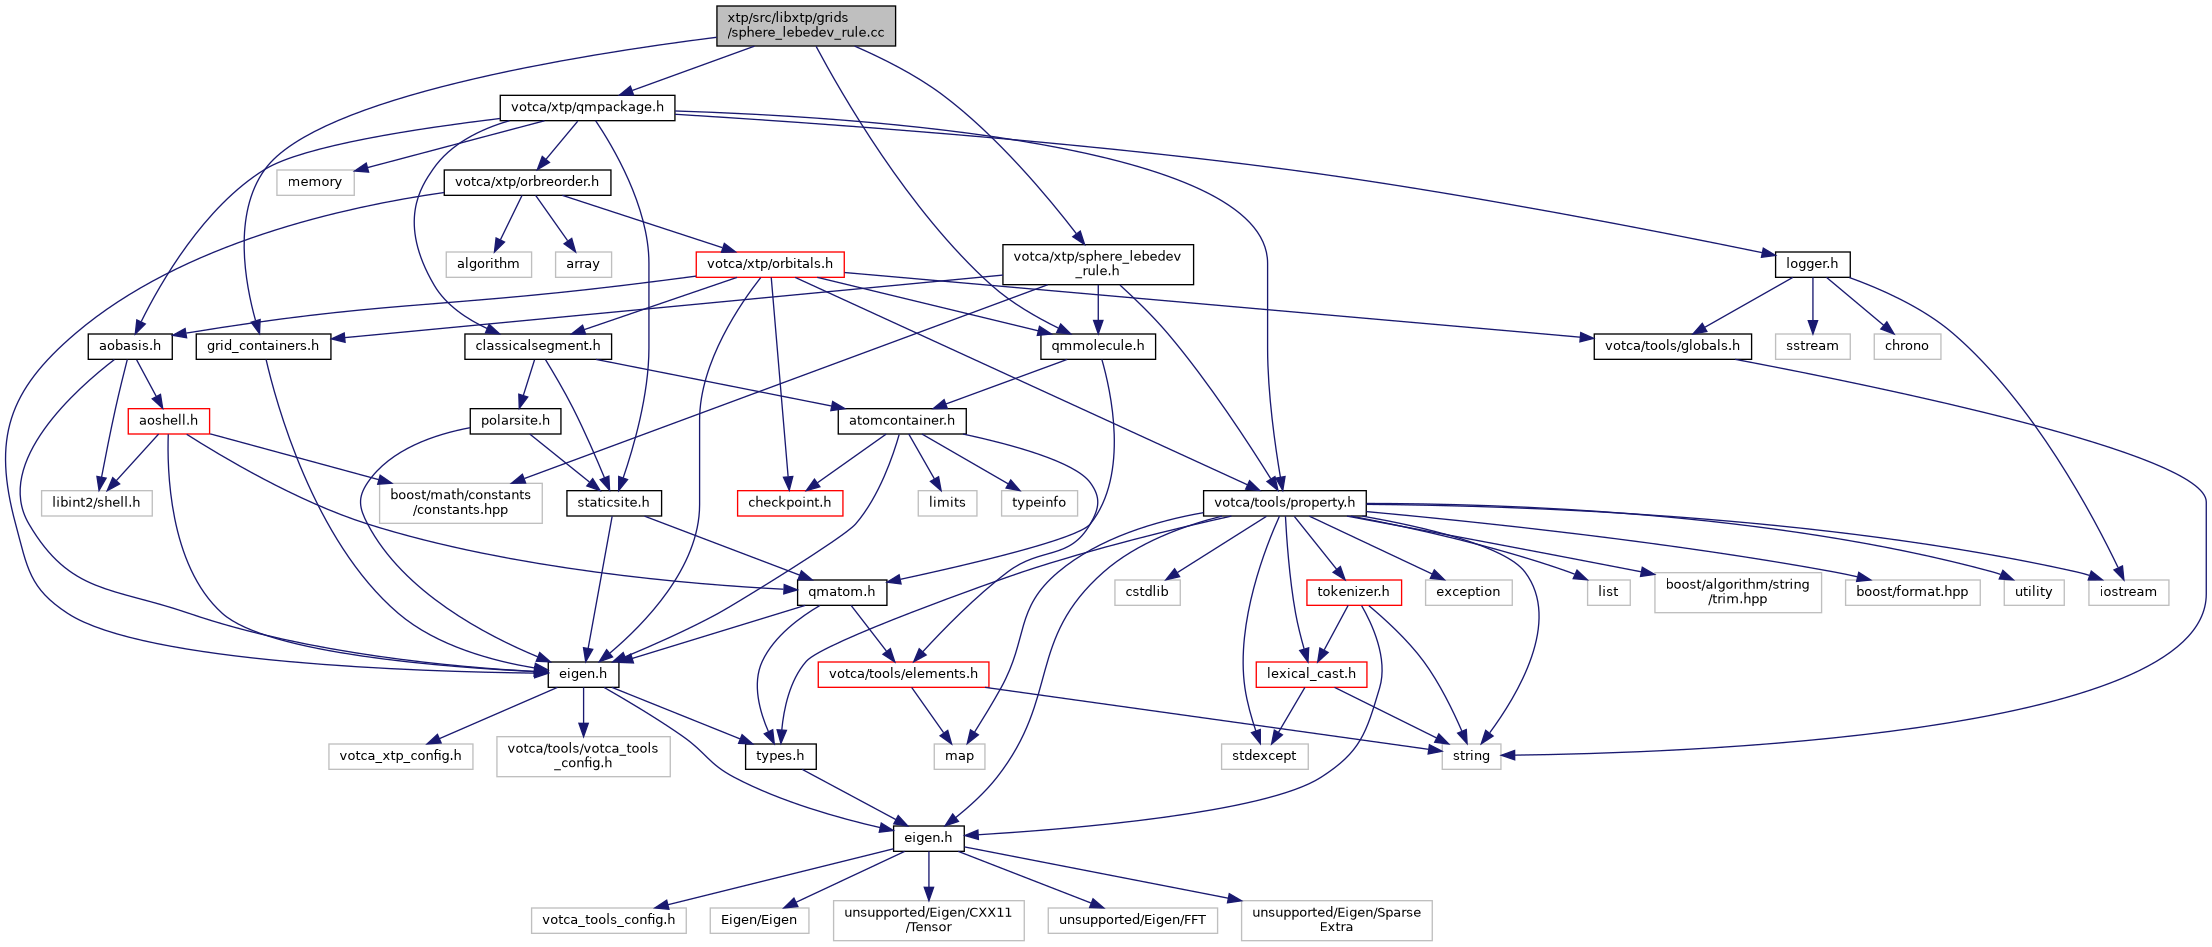 xtp/src/libxtp/grids
/sphere_lebedev_rule.cc
votca/xtp/qmpackage.h
memory
votca/xtp/orbreorder.h
algorithm
array
votca/xtp/orbitals.h
votca/xtp/sphere_lebedev
_rule.h
logger.h
aobasis.h
grid_containers.h
classicalsegment.h
qmmolecule.h
votca/tools/globals.h
sstream
chrono
aoshell.h
polarsite.h
atomcontainer.h
libint2/shell.h
boost/math/constants
/constants.hpp
staticsite.h
checkpoint.h
limits
typeinfo
votca/tools/property.h
qmatom.h
cstdlib
tokenizer.h
exception
list
boost/algorithm/string
/trim.hpp
boost/format.hpp
utility
iostream
eigen.h
votca/tools/elements.h
lexical_cast.h
votca_xtp_config.h
votca/tools/votca_tools
_config.h
types.h
map
stdexcept
string
eigen.h
votca_tools_config.h
Eigen/Eigen
unsupported/Eigen/CXX11
/Tensor
unsupported/Eigen/FFT
unsupported/Eigen/Sparse
Extra